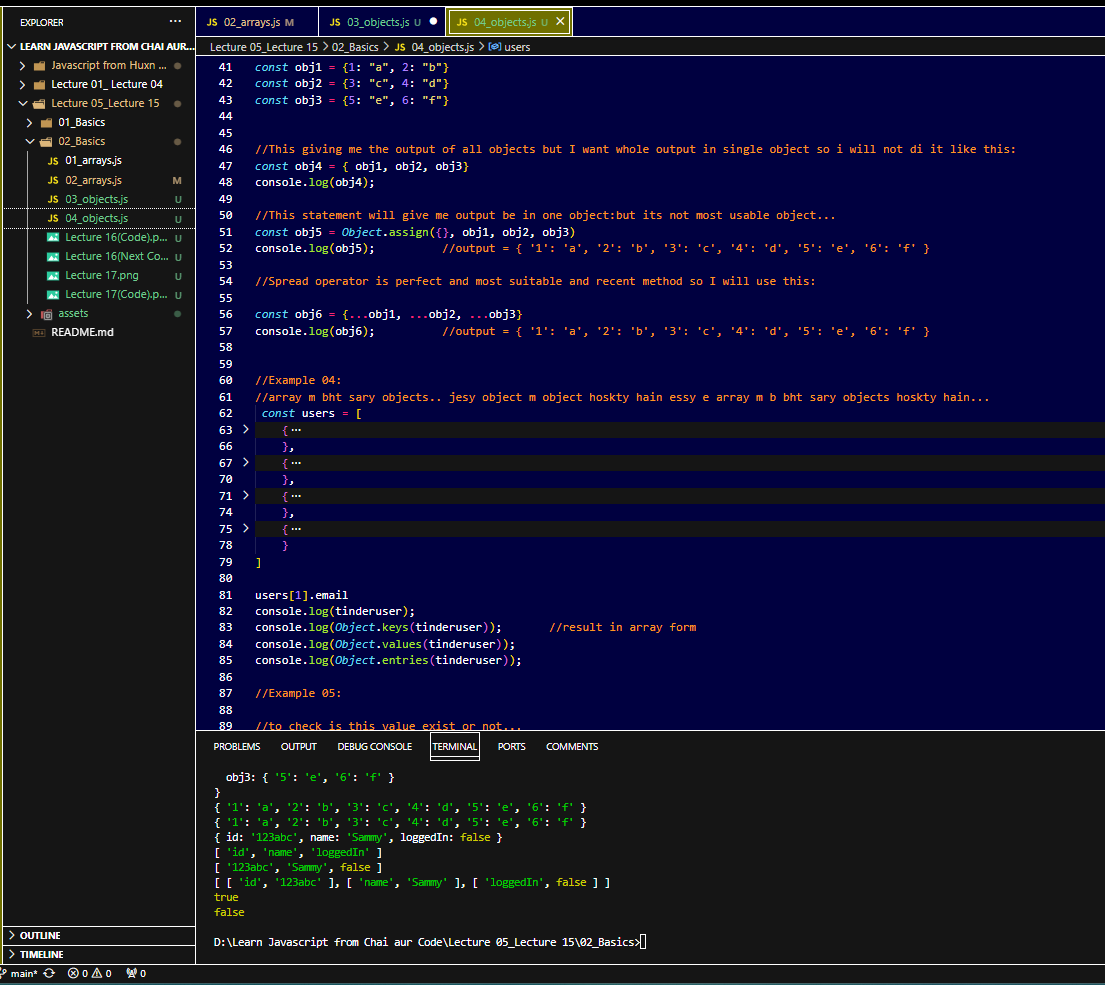 EXPLORER ···
LEARN JAVASCRIPT FROM CHAI AUR...
Javascript from Huxn ...
Lecture 01_ Lecture 04
Lecture 05_Lecture 15
01_Basics
02_Basics
JS 01_arrays.js
JS 02_arrays.js M
JS 03_objects.js U
JS 04_objects.js U
Lecture 16(Code).p... U
Lecture 16(Next Co... U
Lecture 17.png U
Lecture 17(Code).p... U
assets
README.md
OUTLINE
TIMELINE
JS 02_arrays.js M JS 03_objects.js U JS 04_objects.js U
Lecture 05_Lecture 15 > 02_Basics > JS 04_objects.js > users
41 const obj1 = {1: "a", 2: "b"}
42 const obj2 = {3: "c", 4: "d"}
43 const obj3 = {5: "e", 6: "f"}
44
45
46 //This giving me the output of all objects but I want whole output in single object so i will not di it like this:
47 const obj4 = { obj1, obj2, obj3}
48 console.log(obj4);
49
50 //This statement will give me output be in one object:but its not most usable object...
51 const obj5 = Object.assign({}, obj1, obj2, obj3)
52 console.log(obj5); //output = { '1': 'a', '2': 'b', '3': 'c', '4': 'd', '5': 'e', '6': 'f' }
53
54 //Spread operator is perfect and most suitable and recent method so I will use this:
55
56 const obj6 = {...obj1, ...obj2, ...obj3}
57 console.log(obj6); //output = { '1': 'a', '2': 'b', '3': 'c', '4': 'd', '5': 'e', '6': 'f' }
58
59
60 //Example 04:
61 //array m bht sary objects.. jesy object m object hoskty hain essy e array m b bht sary objects hoskty hain...
62 const users = [
63 { ···
66 },
67 { ···
70 },
71 { ···
74 },
75 { ···
78 }
79 ]
80
81 users[1].email
82 console.log(tinderuser);
83 console.log(Object.keys(tinderuser)); //result in array form
84 console.log(Object.values(tinderuser));
85 console.log(Object.entries(tinderuser));
86
87 //Example 05:
88
89 //to check is this value exist or not...
PROBLEMS OUTPUT DEBUG CONSOLE TERMINAL PORTS COMMENTS
obj3: { '5': 'e', '6': 'f' }
}
{ '1': 'a', '2': 'b', '3': 'c', '4': 'd', '5': 'e', '6': 'f' }
{ '1': 'a', '2': 'b', '3': 'c', '4': 'd', '5': 'e', '6': 'f' }
{ id: '123abc', name: 'Sammy', loggedIn: false }
[ 'id', 'name', 'loggedIn' ]
[ '123abc', 'Sammy', false ]
[ [ 'id', '123abc' ], [ 'name', 'Sammy' ], [ 'loggedIn', false ] ]
true
false
D:\Learn Javascript from Chai aur Code\Lecture 05_Lecture 15\02_Basics>
main* 0 0 0